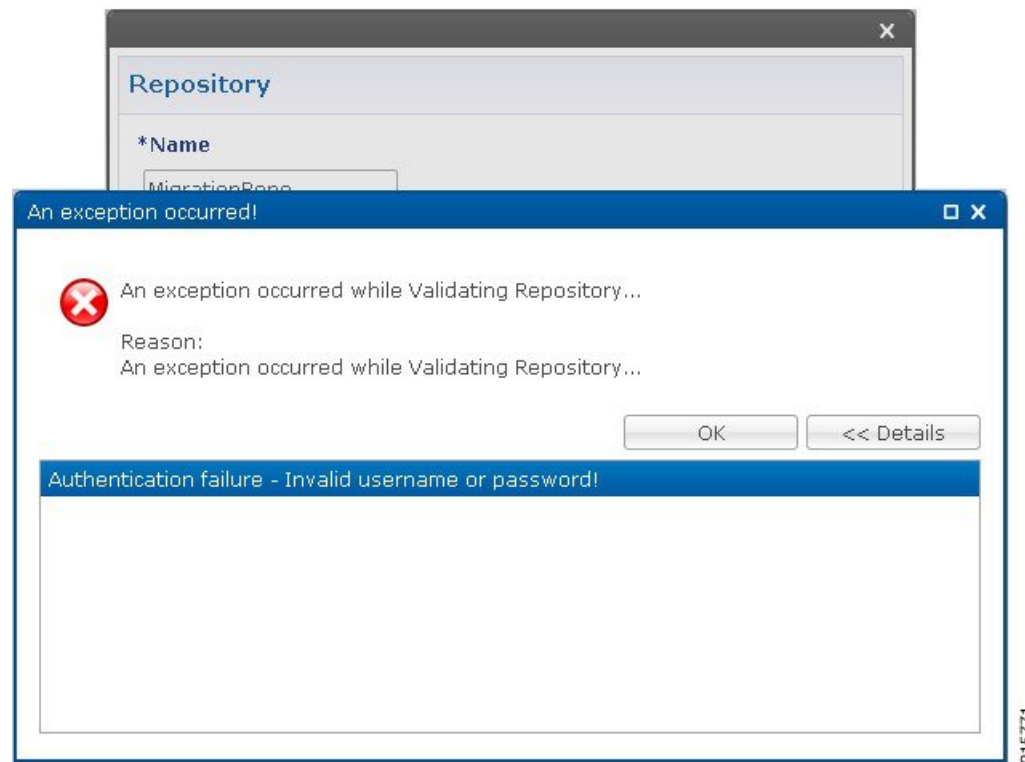 x
Repository
*Name
MigrationRepo
An exception occurred!
An exception occurred while Validating Repository...
Reason:
An exception occurred while Validating Repository...
OK
<< Details
Authentication failure - Invalid username or password!